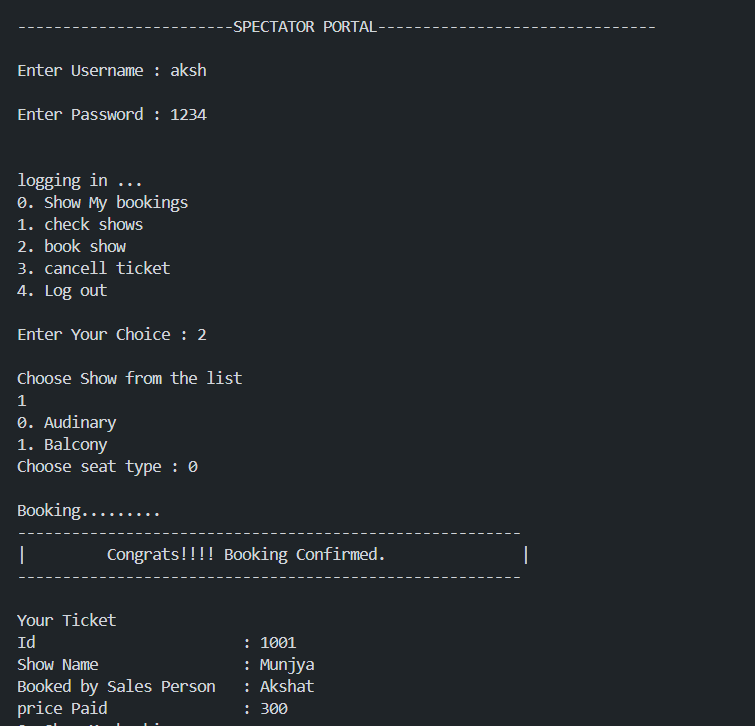 ------------------------SPECTATOR PORTAL-------------------------------
Enter Username : aksh
Enter Password : 1234
logging in ...
0. Show My bookings
1. check shows
2. book show
3. cancell ticket
4. Log out
Enter Your Choice : 2
Choose Show from the list
1
0. Audinary
1. Balcony
Choose seat type : 0
Booking.........
--------------------------------------------------------
|         Congrats!!!! Booking Confirmed.               |
--------------------------------------------------------
Your Ticket
Id                       : 1001
Show Name                : Munjya
Booked by Sales Person   : Akshat
price Paid               : 300